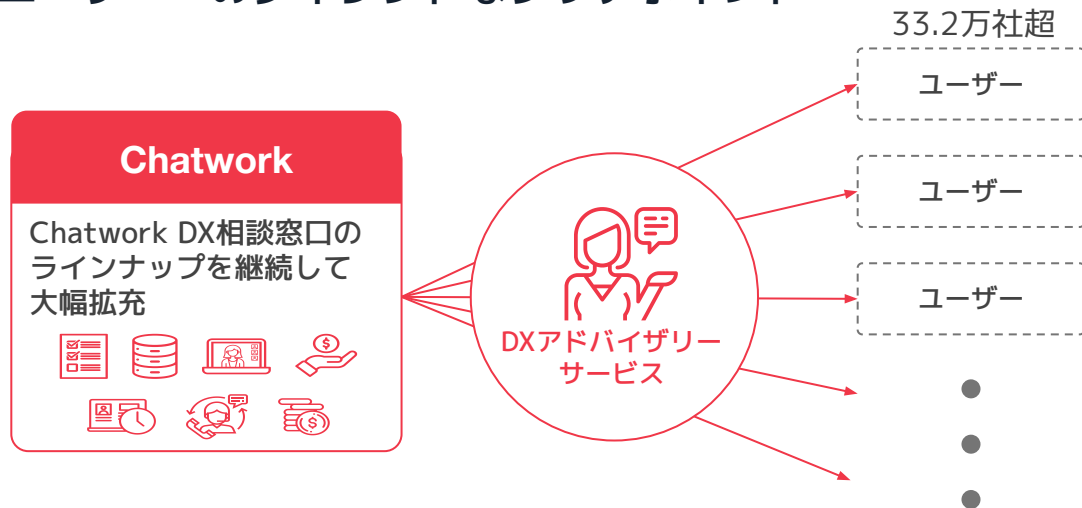 33.2万社超
ユーザー
Chatwork
Chatwork DX相談窓口の
ラインナップを継続して
大幅拡充
DXアドバイザリー
サービス
ユーザー
ユーザー